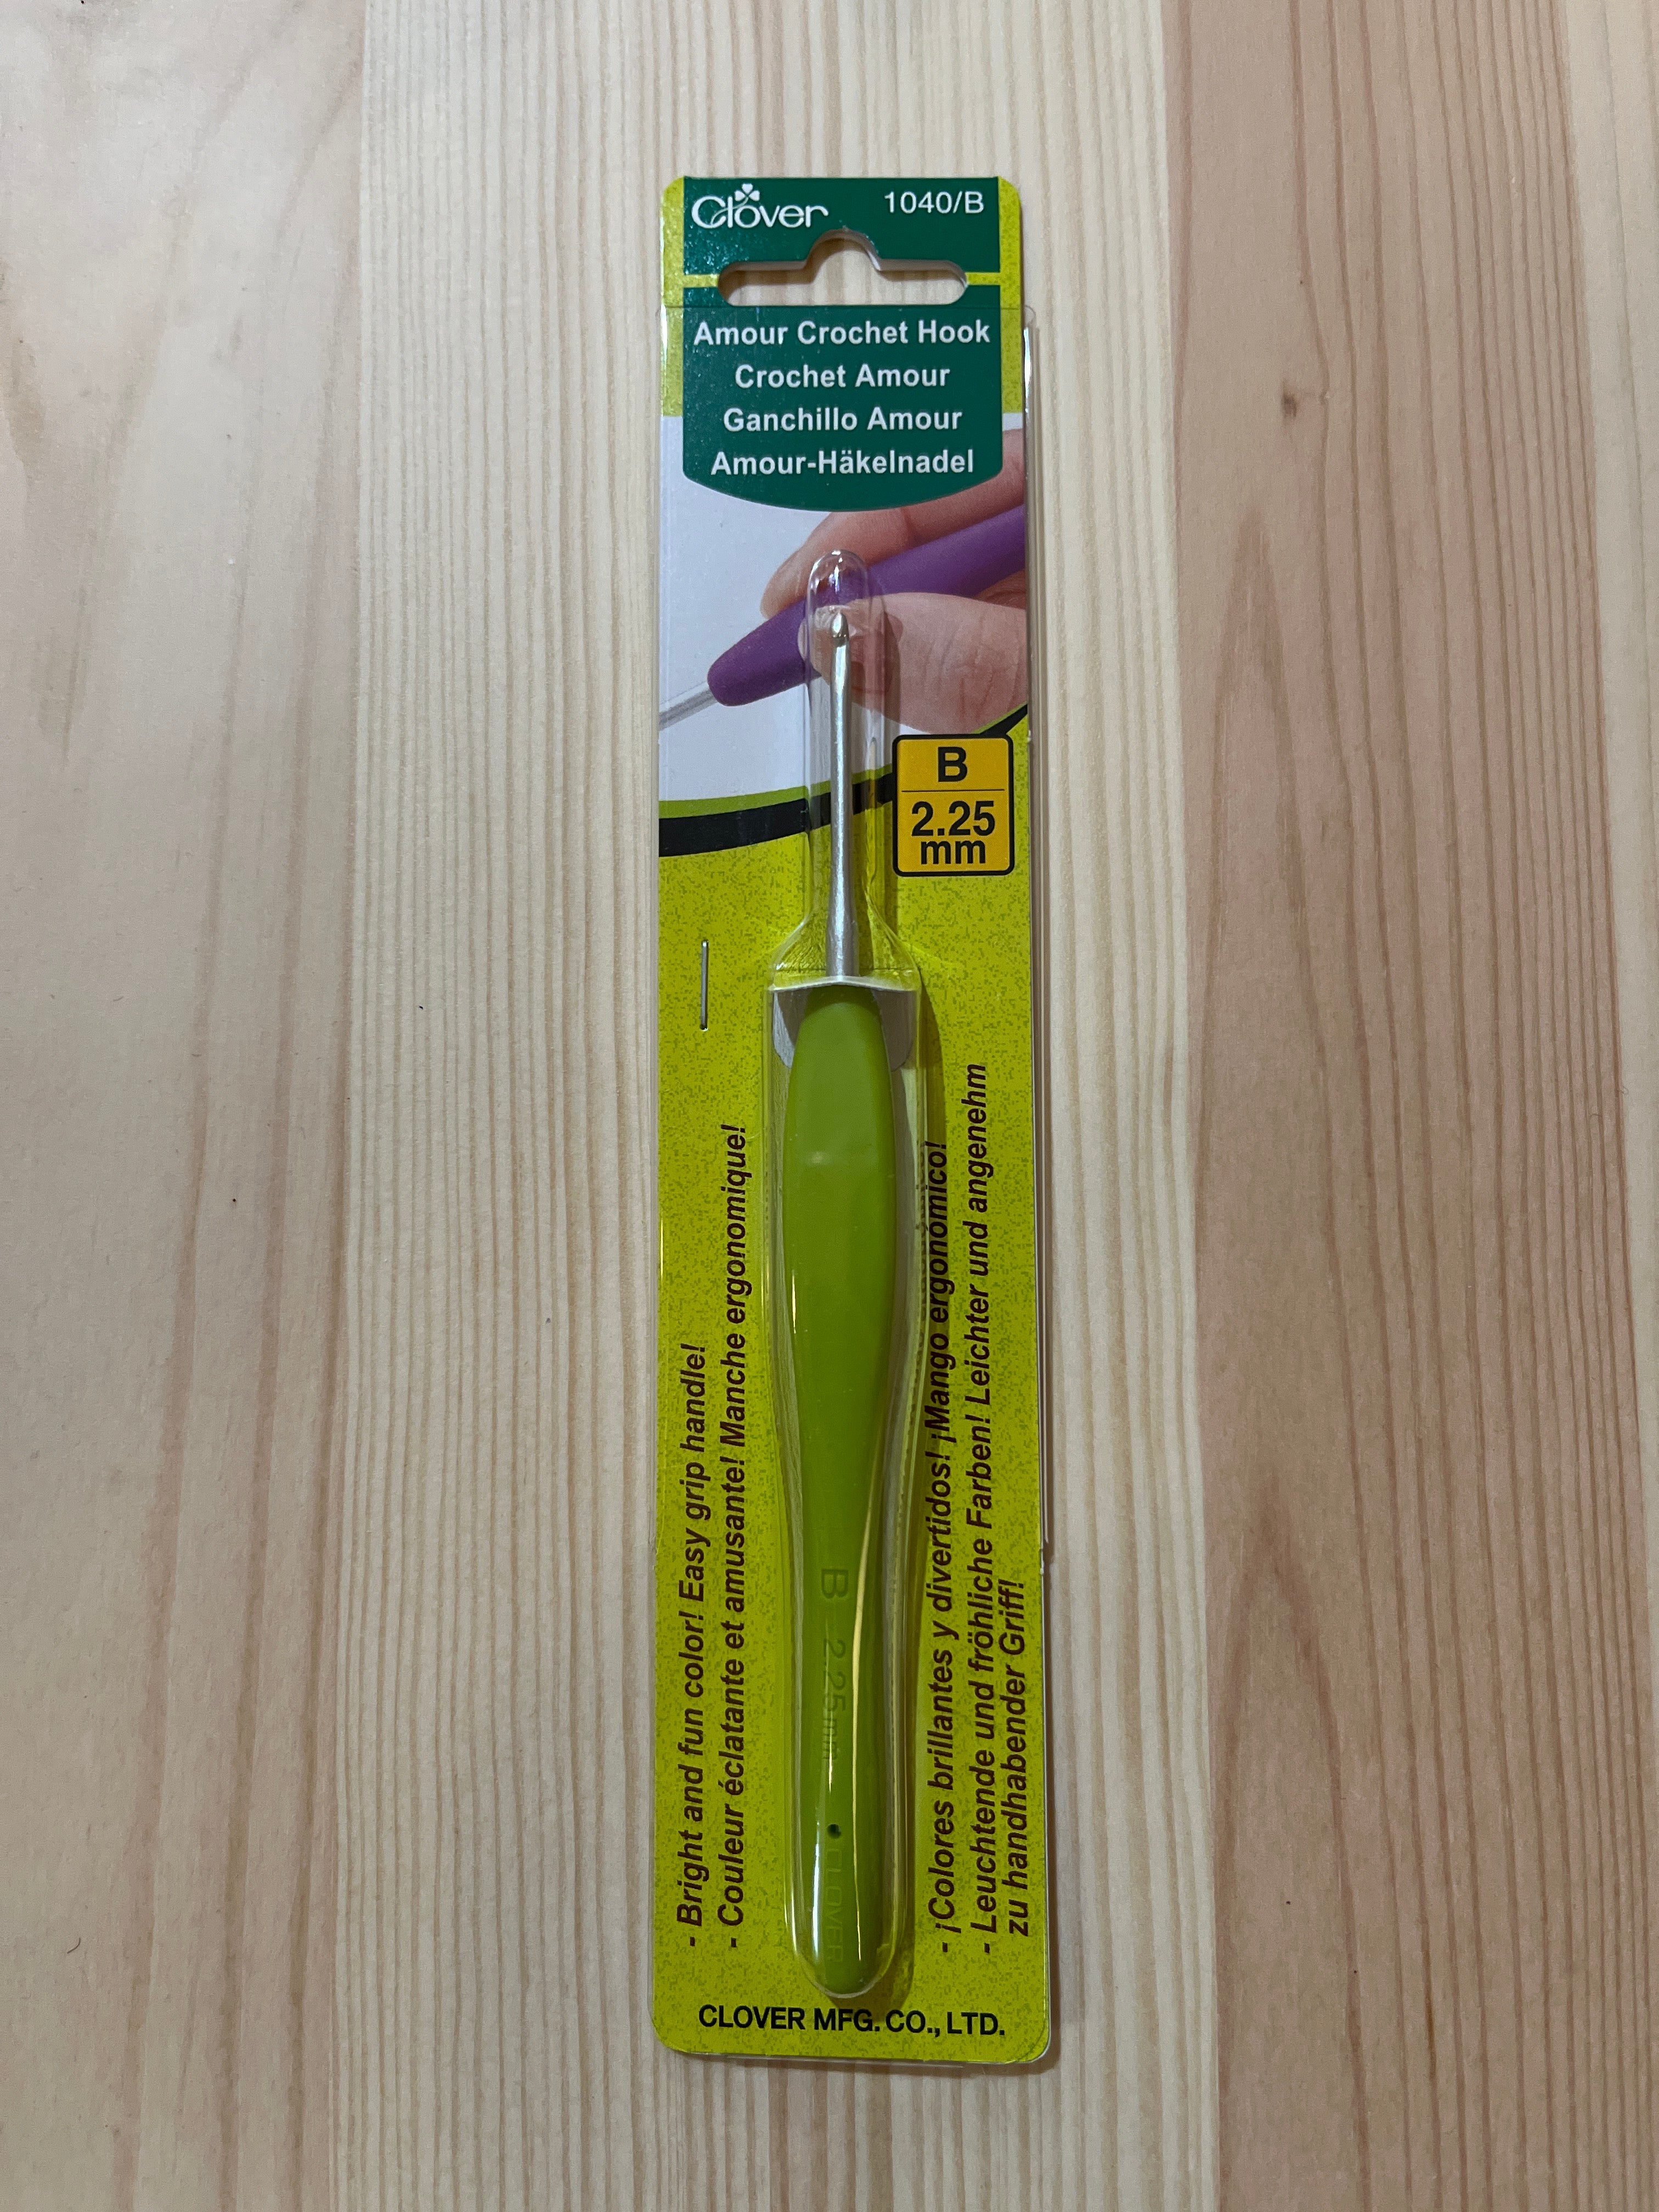 Clover
1040/B
Amour Crochet Hook
Crochet Amour
Ganchillo Amour
Amour-Häkelnadel
B
2.25
mm
- Bright and fun color! Easy grip handle!
- Couleur éclatante et amusante! Manche ergonomique!
- ¡Colores brillantes y divertidos! ¡Mango ergonómico!
- Leuchtende und fröhliche Farben! Leichter und angenehm
zu handhabender Griff!
B 2.25mm
CLOVER
CLOVER MFG. CO., LTD.